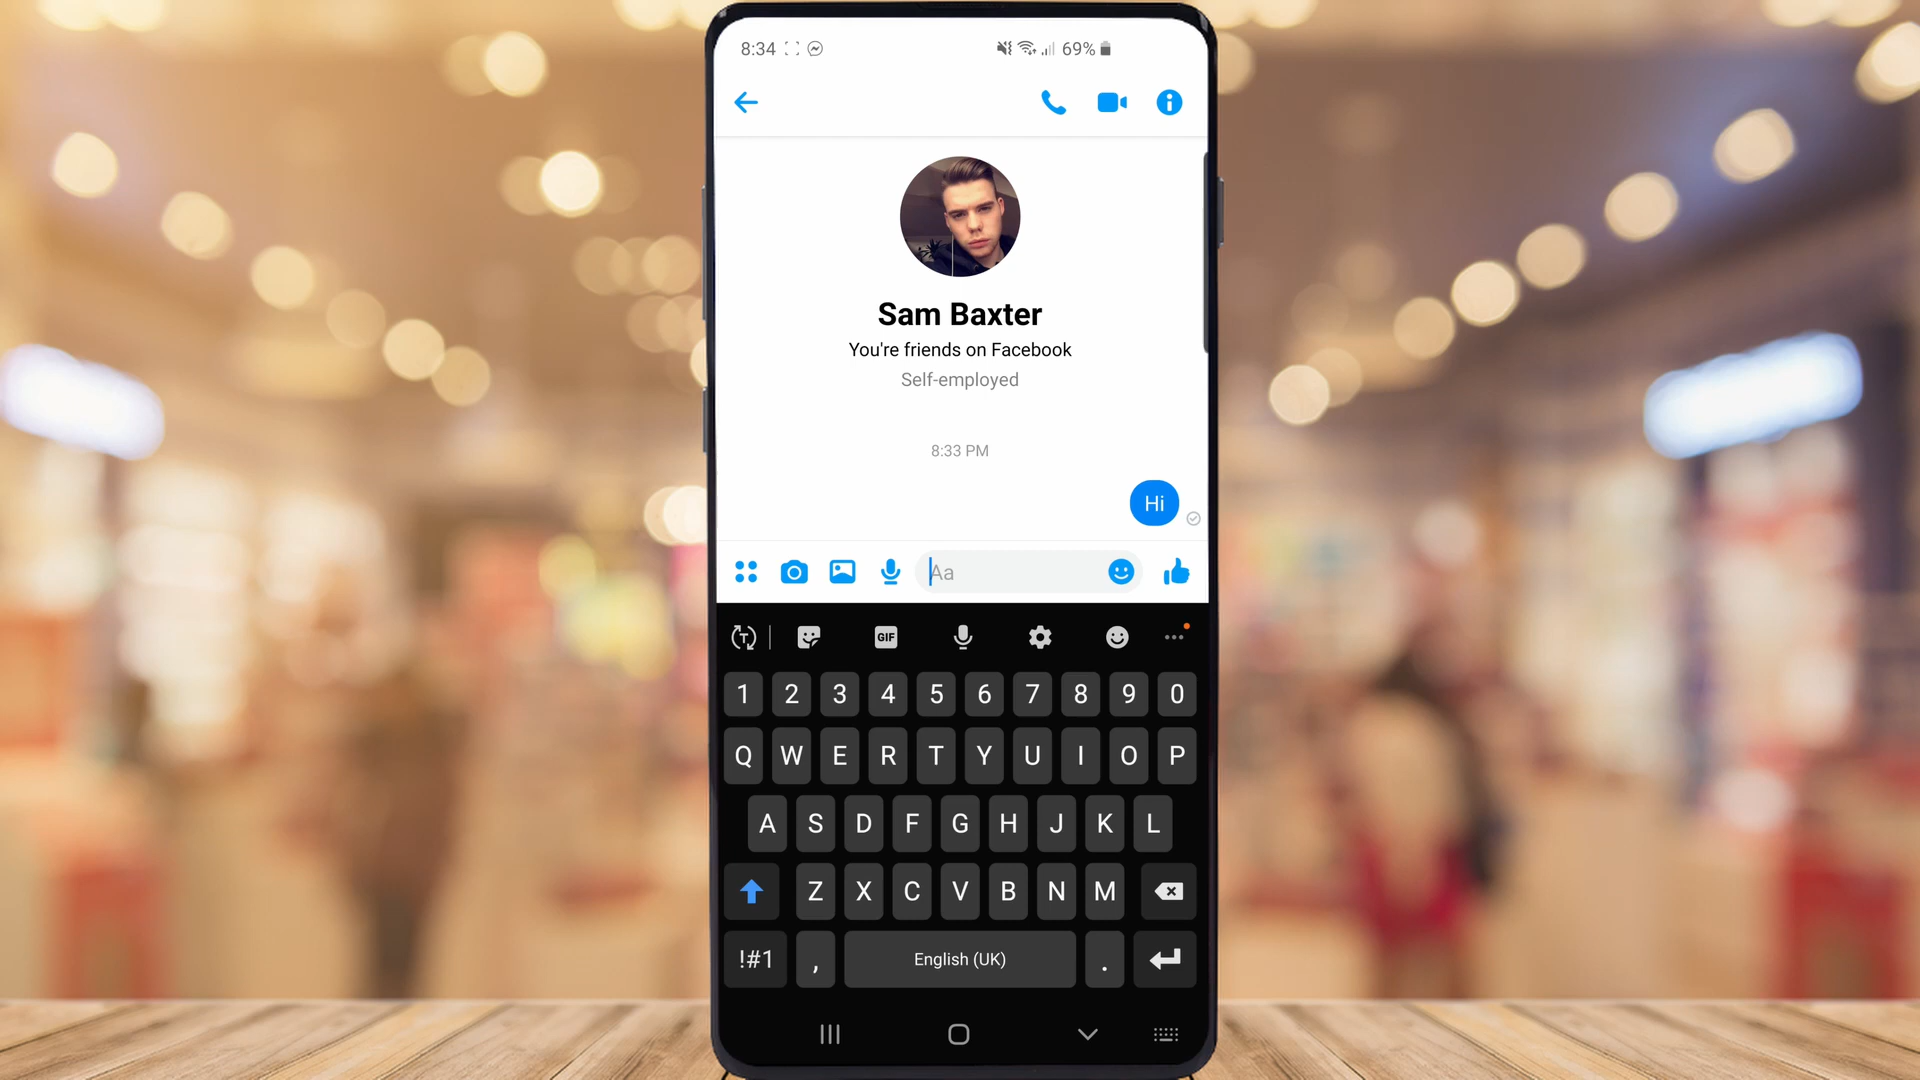 8:34 69%
Sam Baxter
You're friends on Facebook
Self-employed
8:33 PM
Hi
Aa
T GIF
1 2 3 4 5 6 7 8 9 0
Q W E R T Y U I O P
A S D F G H J K L
Z X C V B N M
!#1 , English (UK) .